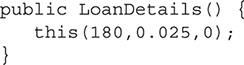 public LoanDetails() {
   this(180,0.025,0);
}